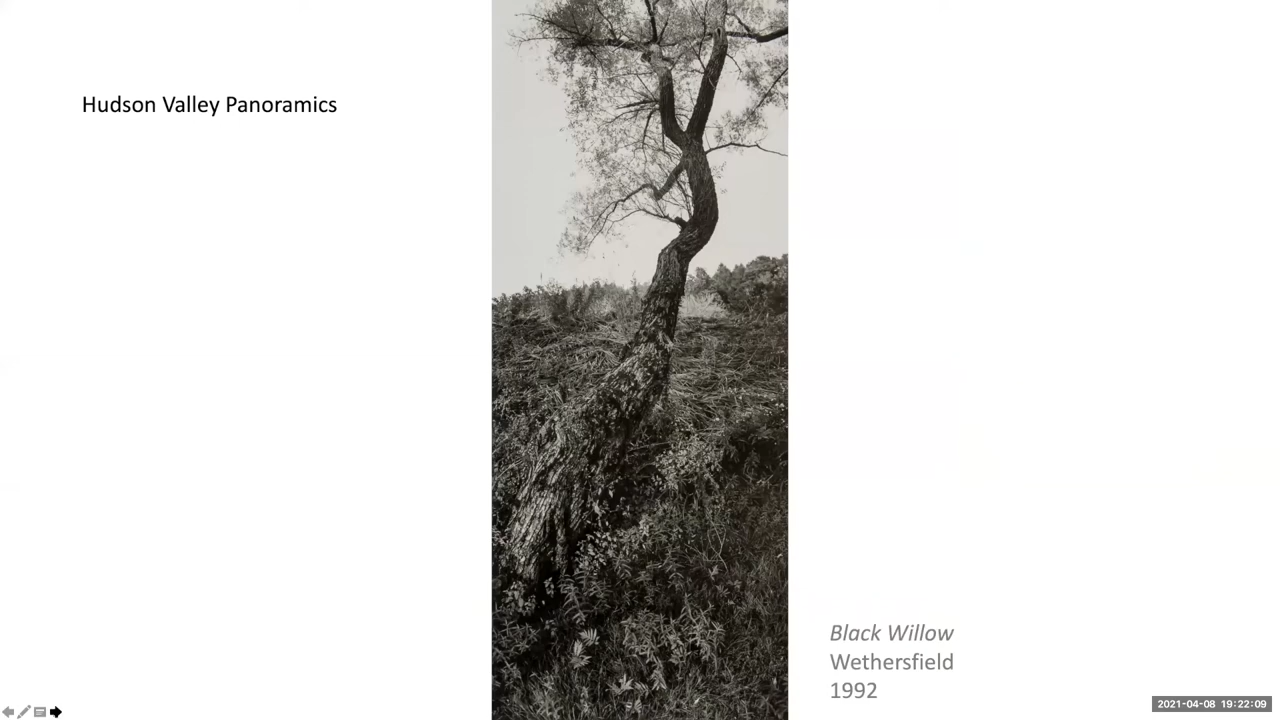 Hudson Valley Panoramics
Black Willow
Wethersfield
1992
2021-04-08 19:22:09